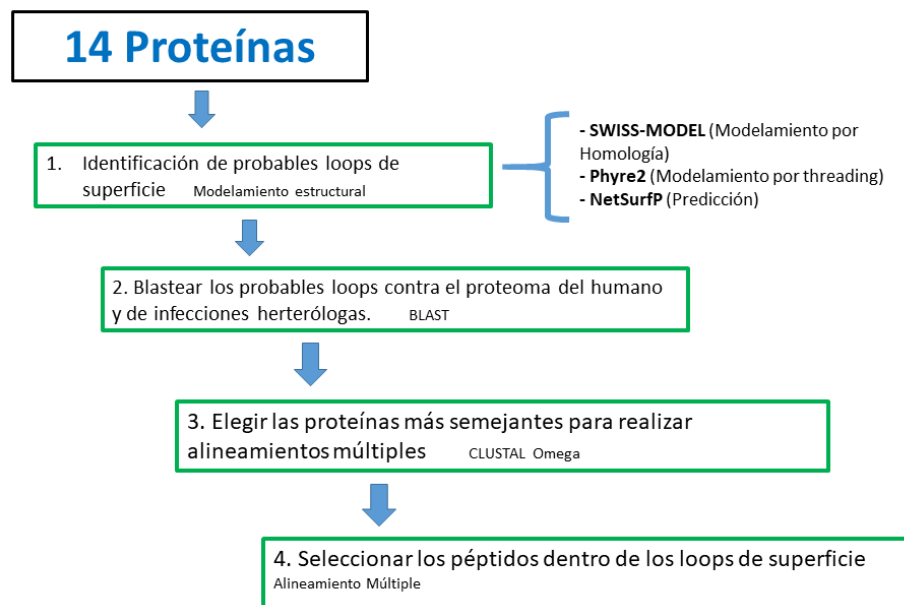 14 Proteínas
1. Identificación de probables loops de
superficie Modelamiento estructural
- SWISS-MODEL (Modelamiento por
Homología)
- Phyre2 (Modelamiento por threading)
- NetSurfP (Predicción)
2. Blastear los probables loops contra el proteoma del humano
y de infecciones herterólogas. BLAST
3. Elegir las proteínas más semejantes para realizar
alineamientos múltiples CLUSTAL Omega
4. Seleccionar los péptidos dentro de los loops de superficie
Alineamiento Múltiple